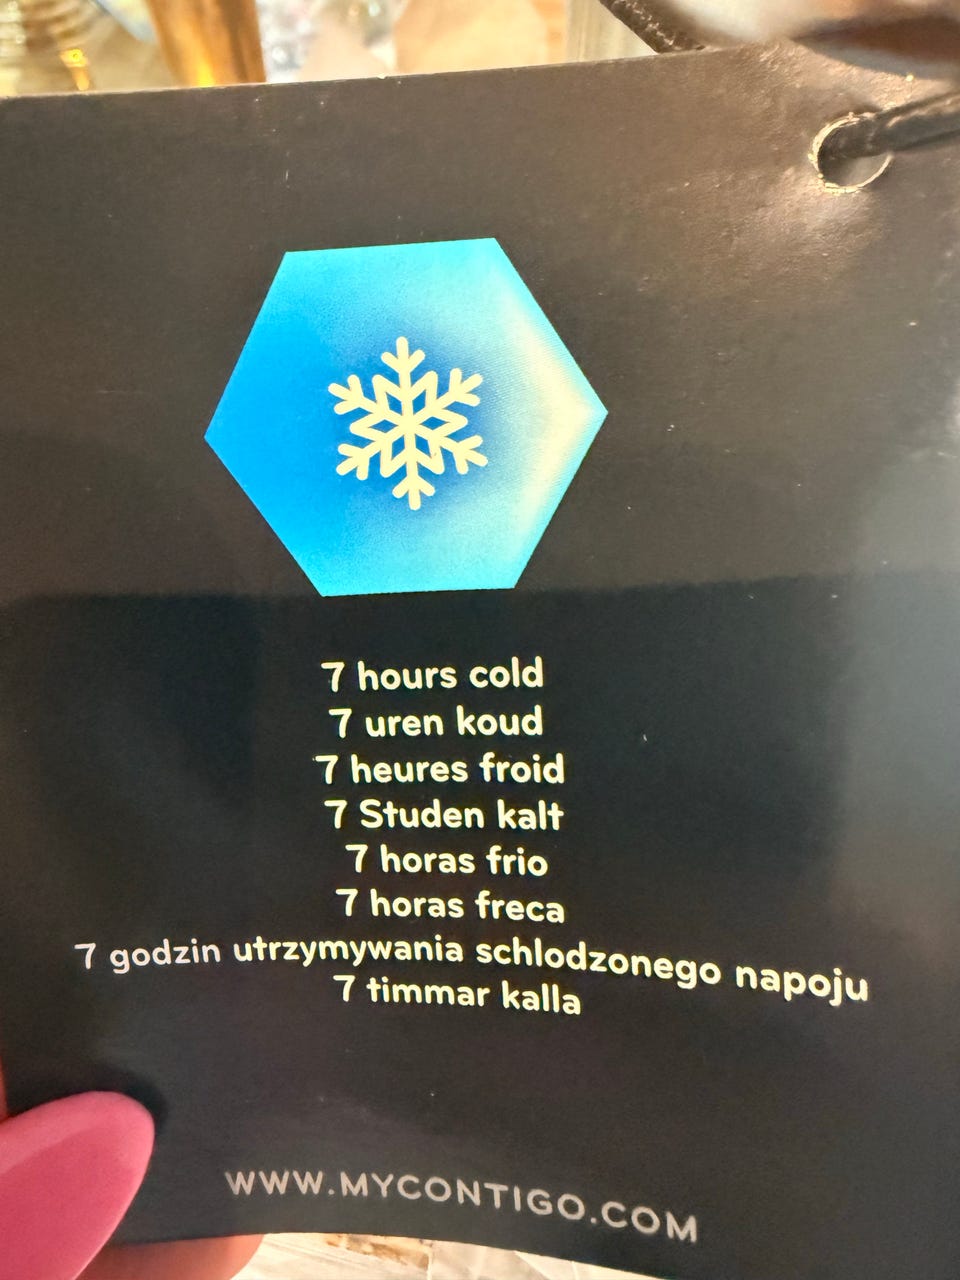 7 hours cold
7 uren koud
7 heures froid
7 Studen kalt
7 horas frio
7 horas freca
7 godzin utrzymywania schlodzonego napoju
7 timmar kalla
WWW.MYCONTIGO.COM